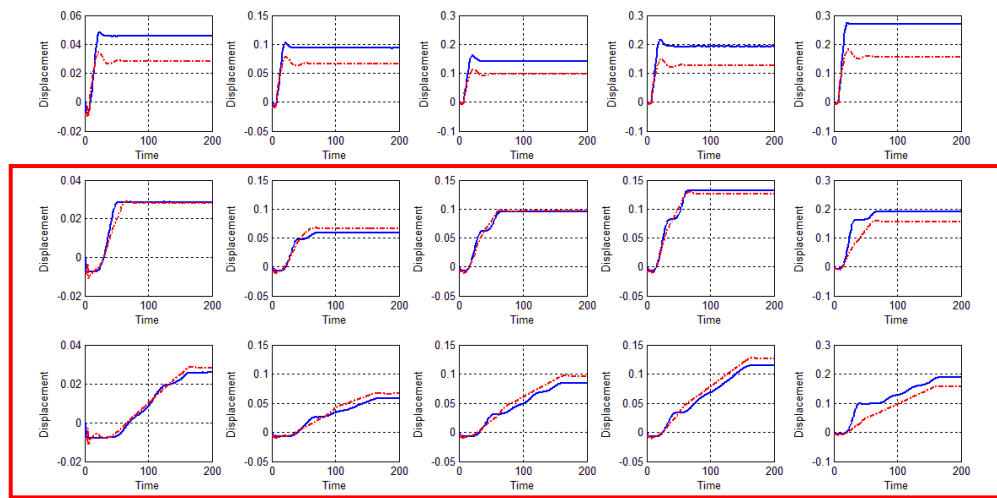 0.06 0.15 0.3 0.3 0.3
0.04 0.1 0.2 0.2 0.2
Displacement Displacement Displacement Displacement Displacement
0.02 0.05 0.1 0.1 0.1
0 0 0 0 0
-0.02 -0.05 -0.1 -0.1 -0.1
0 100 200 0 100 200 0 100 200 0 100 200 0 100 200
Time Time Time Time Time
0.04 0.15 0.15 0.15 0.3
0.02 0.1 0.1 0.1 0.2
Displacement Displacement Displacement Displacement Displacement
0.05 0.05 0.05 0.1
0 0 0 0 0
-0.02 -0.05 -0.05 -0.05 -0.1
0 100 200 0 100 200 0 100 200 0 100 200 0 100 200
Time Time Time Time Time
0.04 0.15 0.15 0.15 0.3
0.02 0.1 0.1 0.1 0.2
Displacement Displacement Displacement Displacement Displacement
0.05 0.05 0.05 0.1
0 0 0 0 0
-0.02 -0.05 -0.05 -0.05 -0.1
0 100 200 0 100 200 0 100 200 0 100 200 0 100 200
Time Time Time Time Time